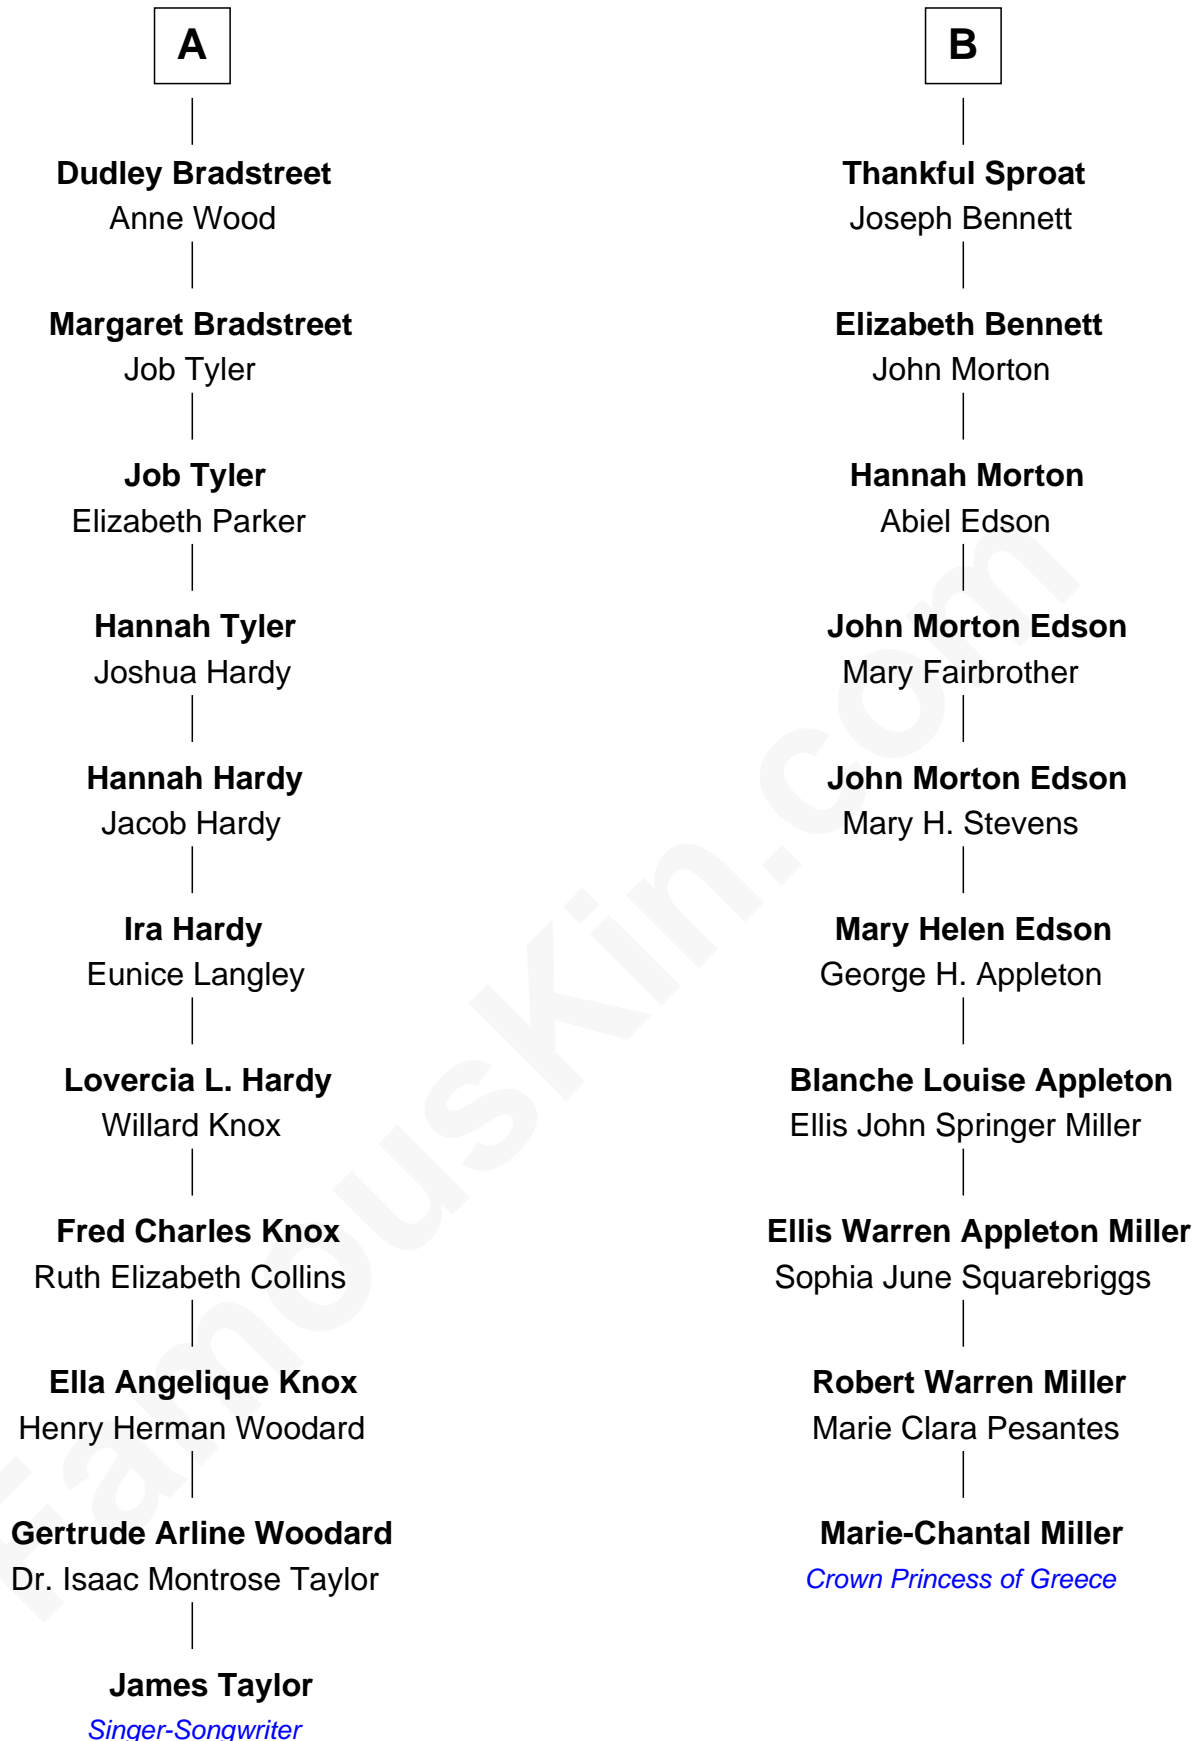 A
Dudley Bradstreet
Anne Wood
Margaret Bradstreet
Job Tyler
Job Tyler
Elizabeth Parker
Hannah Tyler
Joshua Hardy
Hannah Hardy
Jacob Hardy
Ira Hardy
Eunice Langley
Lovercia L. Hardy
Willard Knox
Fred Charles Knox
Ruth Elizabeth Collins
Ella Angelique Knox
Henry Herman Woodard
Gertrude Arline Woodard
Dr. Isaac Montrose Taylor
James Taylor
Singer-Songwriter
B
Thankful Sproat
Joseph Bennett
Elizabeth Bennett
John Morton
Hannah Morton
Abiel Edson
John Morton Edson
Mary Fairbrother
John Morton Edson
Mary H. Stevens
Mary Helen Edson
George H. Appleton
Blanche Louise Appleton
Ellis John Springer Miller
Ellis Warren Appleton Miller
Sophia June Squarebriggs
Robert Warren Miller
Marie Clara Pesantes
Marie-Chantal Miller
Crown Princess of Greece
FamousKin.com